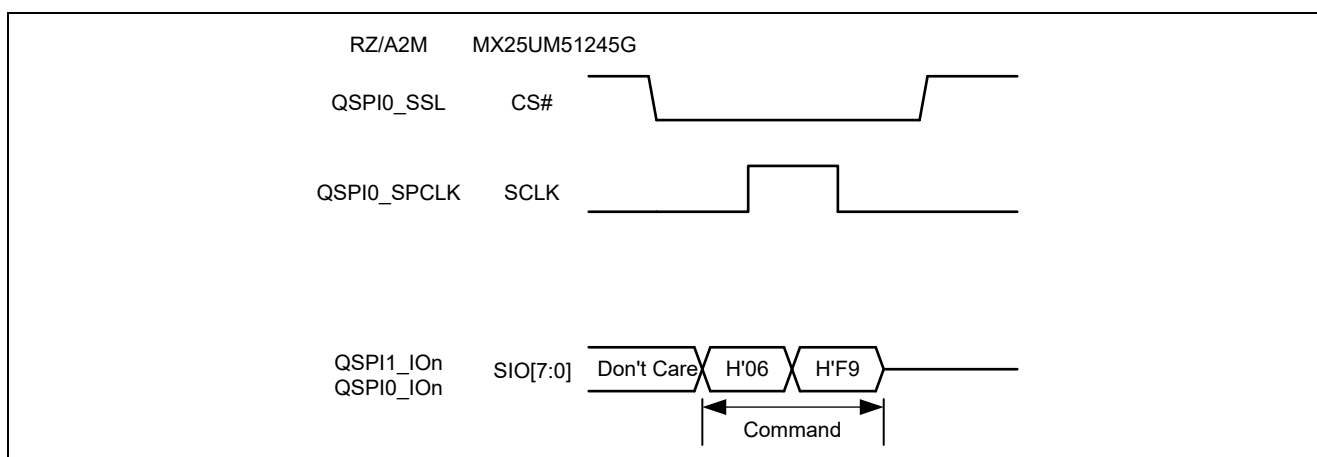 RZ/A2M MX25UM51245G
QSPI0_SSL CS#
QSPI0_SPCLK SCLK
QSPI1_IOn
QSPI0_IOn
SIO[7:0] Don't Care H'06 H'F9
Command